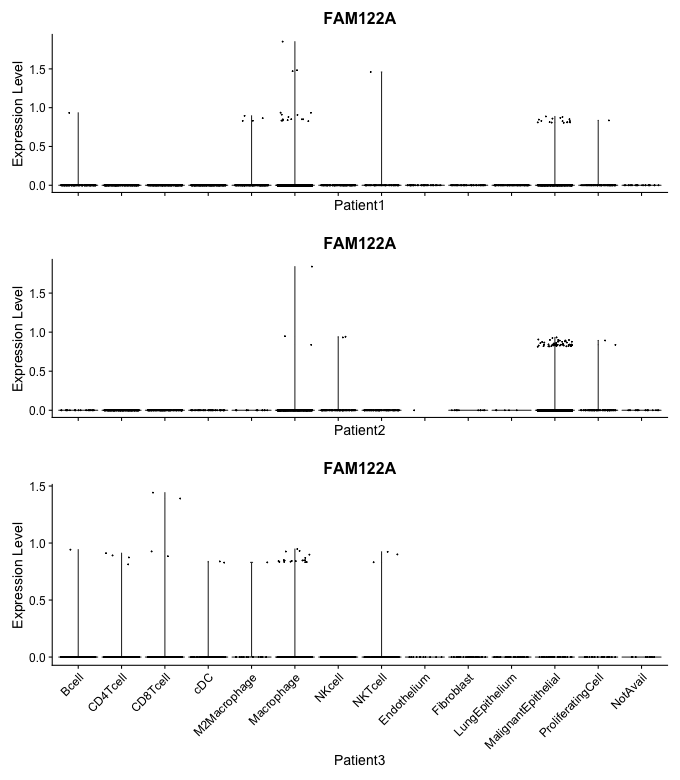 FAM122A
Expression Level
1.5
1.0
0.5
0.0
Patient1
FAM122A
Expression Level
1.5
1.0
0.5
0.0
Patient2
FAM122A
Expression Level
1.5
1.0
0.5
0.0
Bcell
CD4Tcell
CD8Tcell
cDC
M2Macrophage
Macrophage
NKcell
NKTcell
Endothelium
Fibroblast
LungEpithelium
MalignantEpithelial
ProliferatingCell
NotAvail
Patient3